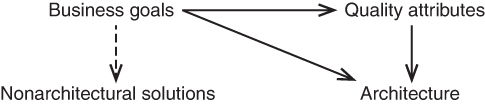 Business goals
Quality attributes
Nonarchitectural solutions
Architecture